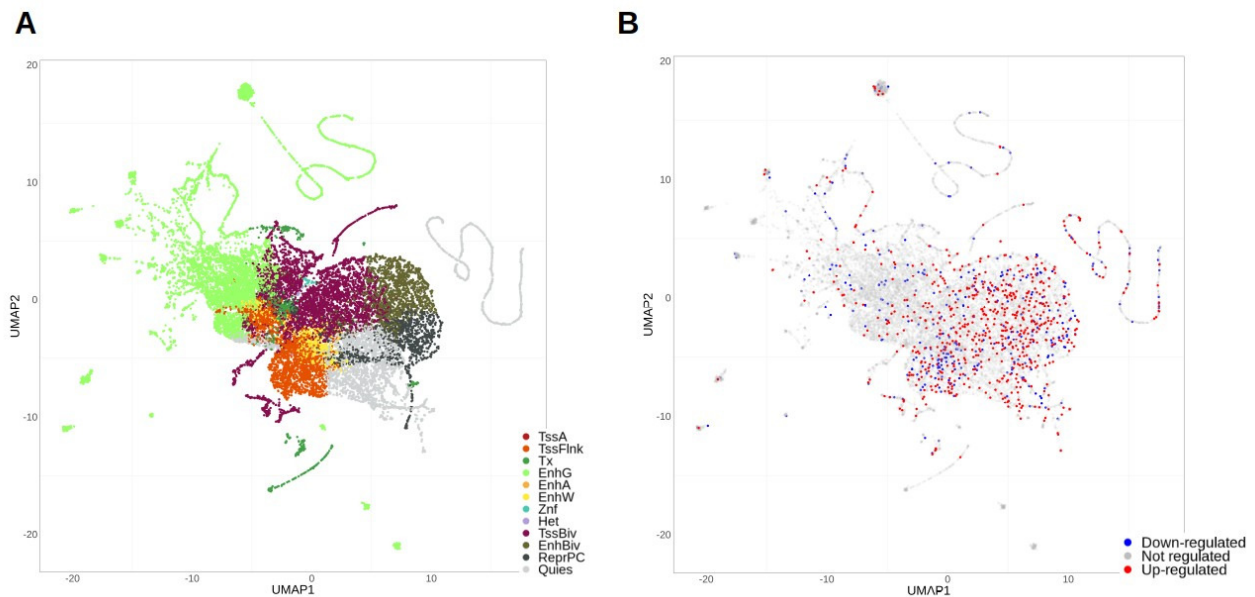 A
20
10
0
-10
-20
UMAP2
-20
-10
0
10
UMAP1
TssA
TssFlnk
Tx
EnhG
EnhA
EnhW
Znf
Het
TssBiv
EnhBiv
ReprPC
Quies
B
20
10
0
-10
-20
UMAP2
-20
-10
0
10
UMAP1
Down-regulated
Not regulated
Up-regulated